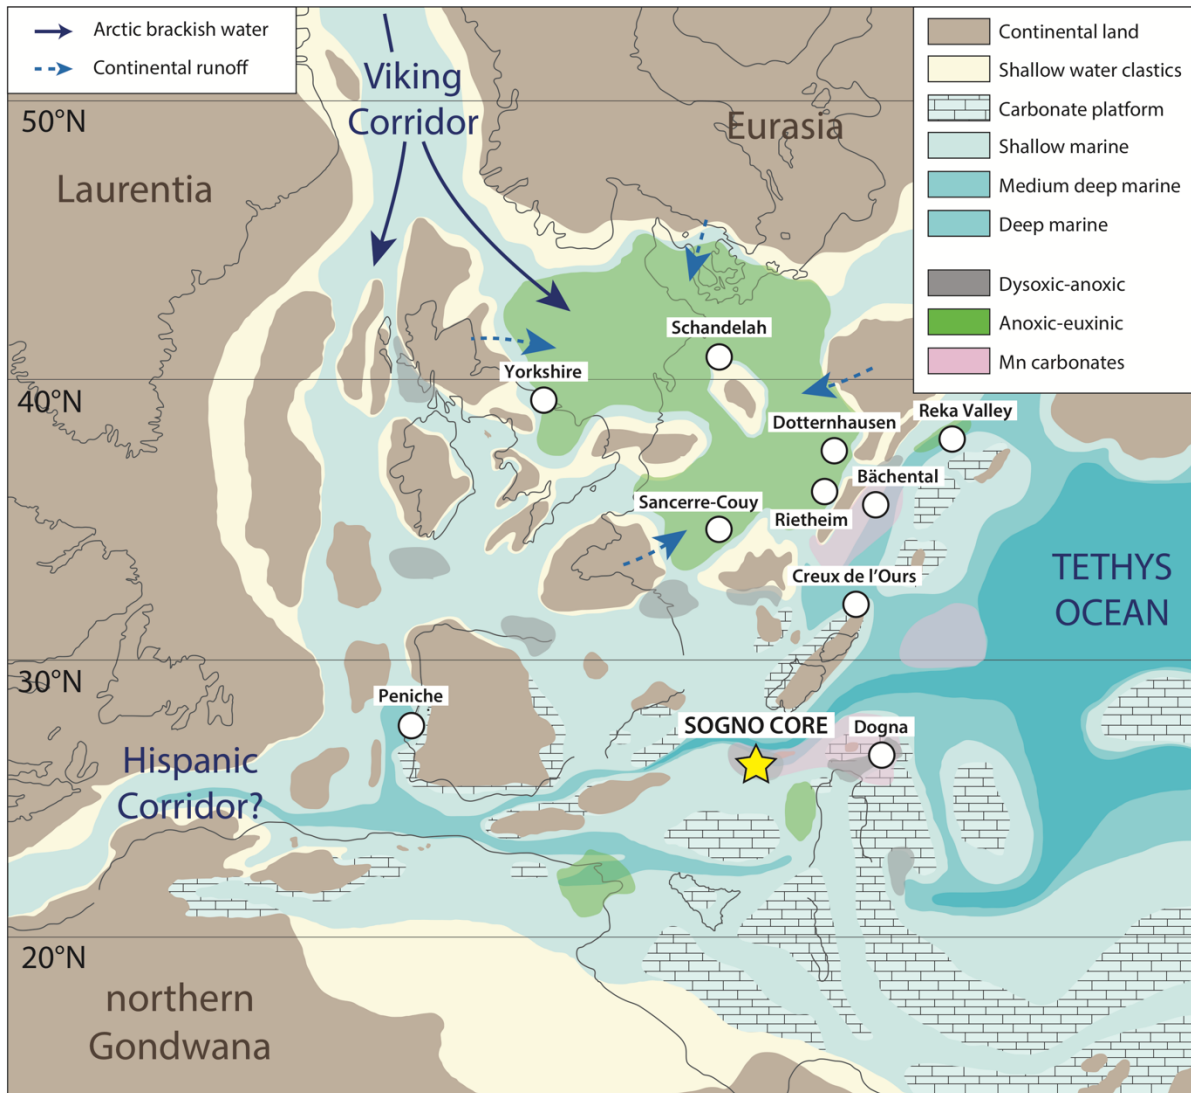 Arctic brackish water
Continental runoff
Viking
Corridor
Eurasia
Laurentia
50°N
Continental land
Shallow water clastics
Carbonate platform
Shallow marine
Medium deep marine
Deep marine
Dysoxic-anoxic
Anoxic-euxinic
Mn carbonates
Schandelah
Yorkshire
40°N
Reka Valley
Dotternhausen
Bächental
Sancerre-Couy
Rietheim
Creux de l'Ours
TETHYS
OCEAN
30°N
Peniche
SOGNO CORE
Dogna
Hispanic
Corridor?
20°N
northern
Gondwana